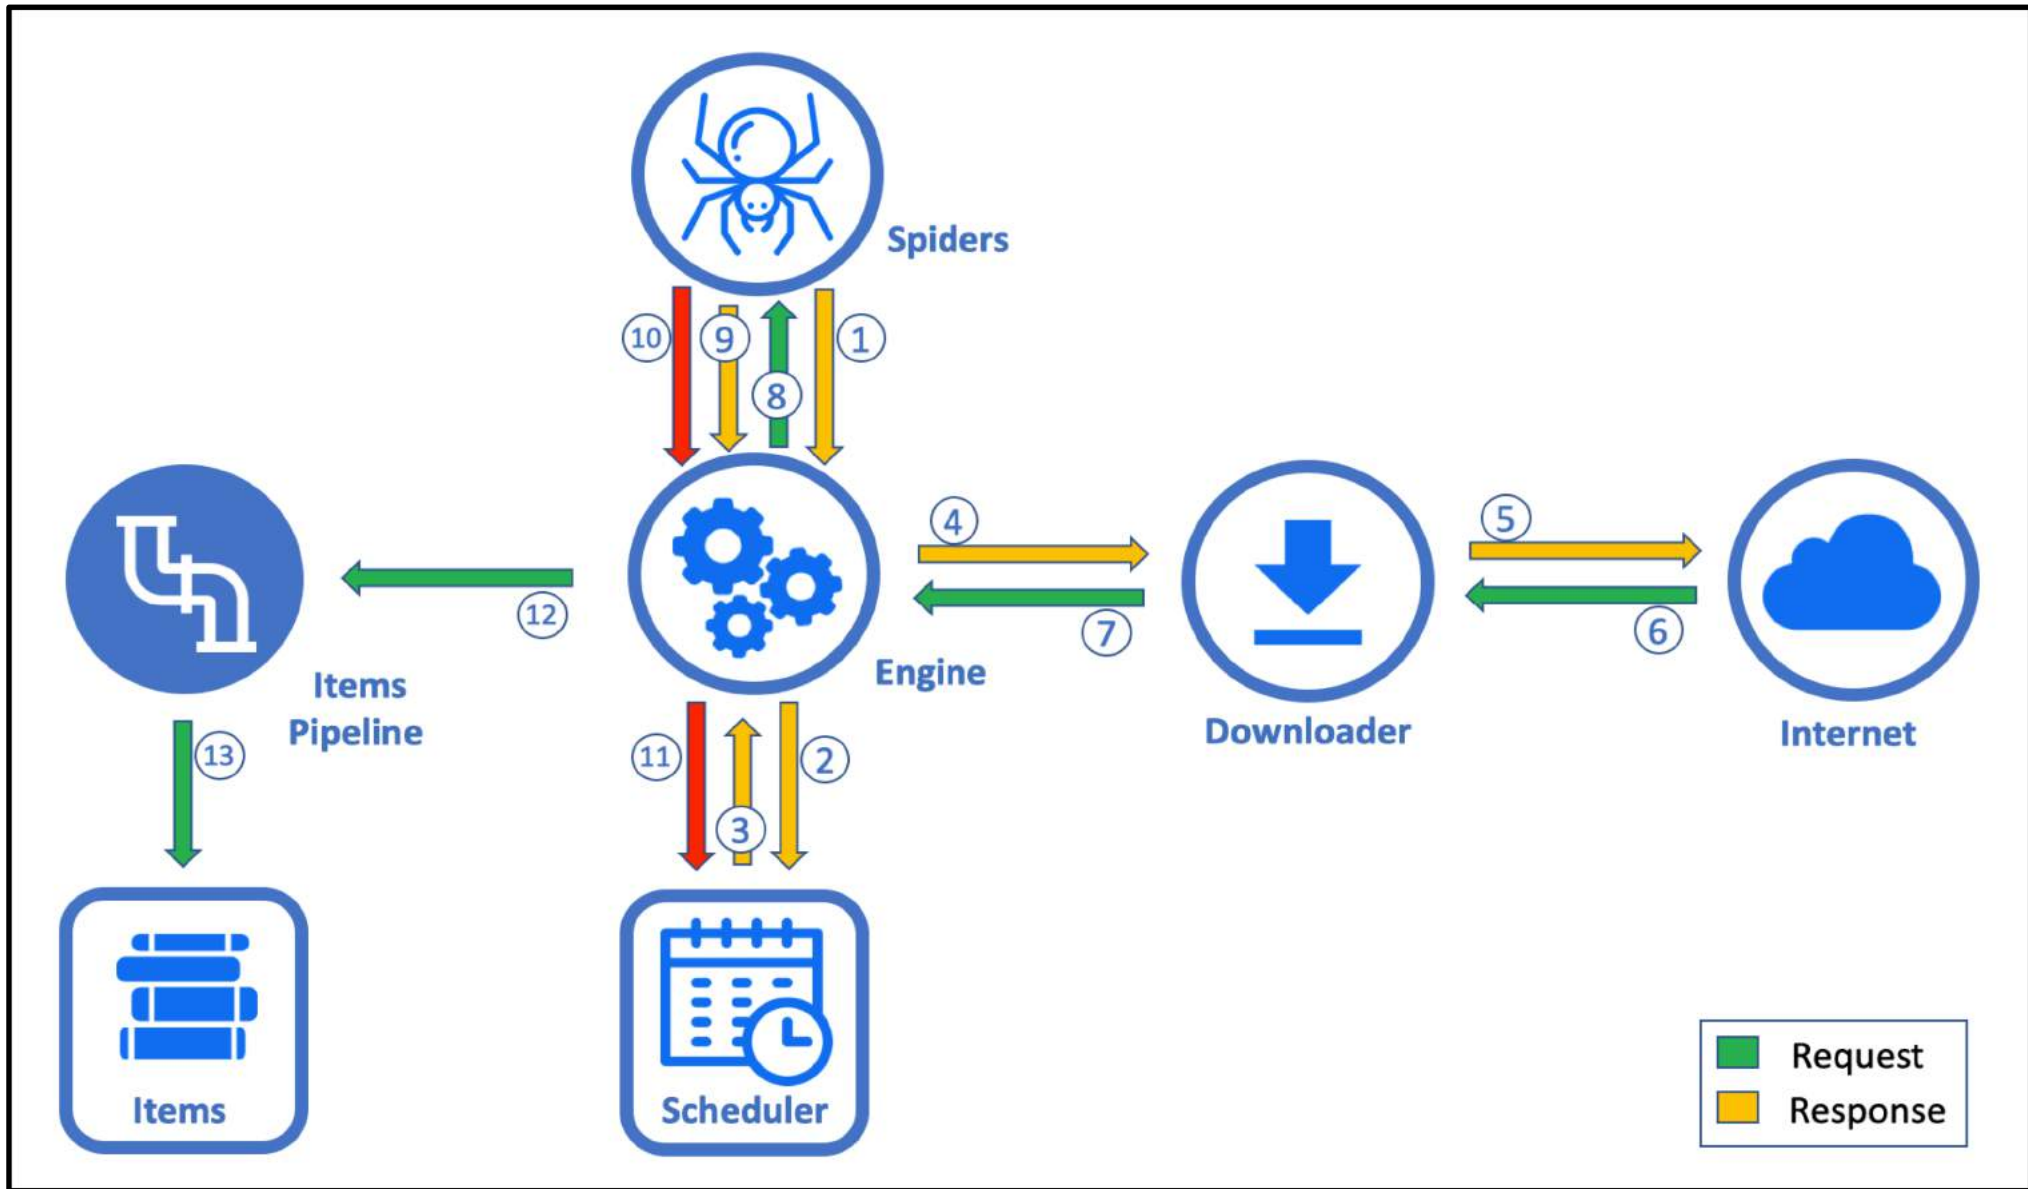 Spiders
10
9
8
1
4
5
12
7
6
Engine
Items
Pipeline
Downloader
Internet
13
11
3
2
Items
Scheduler
Request
Response